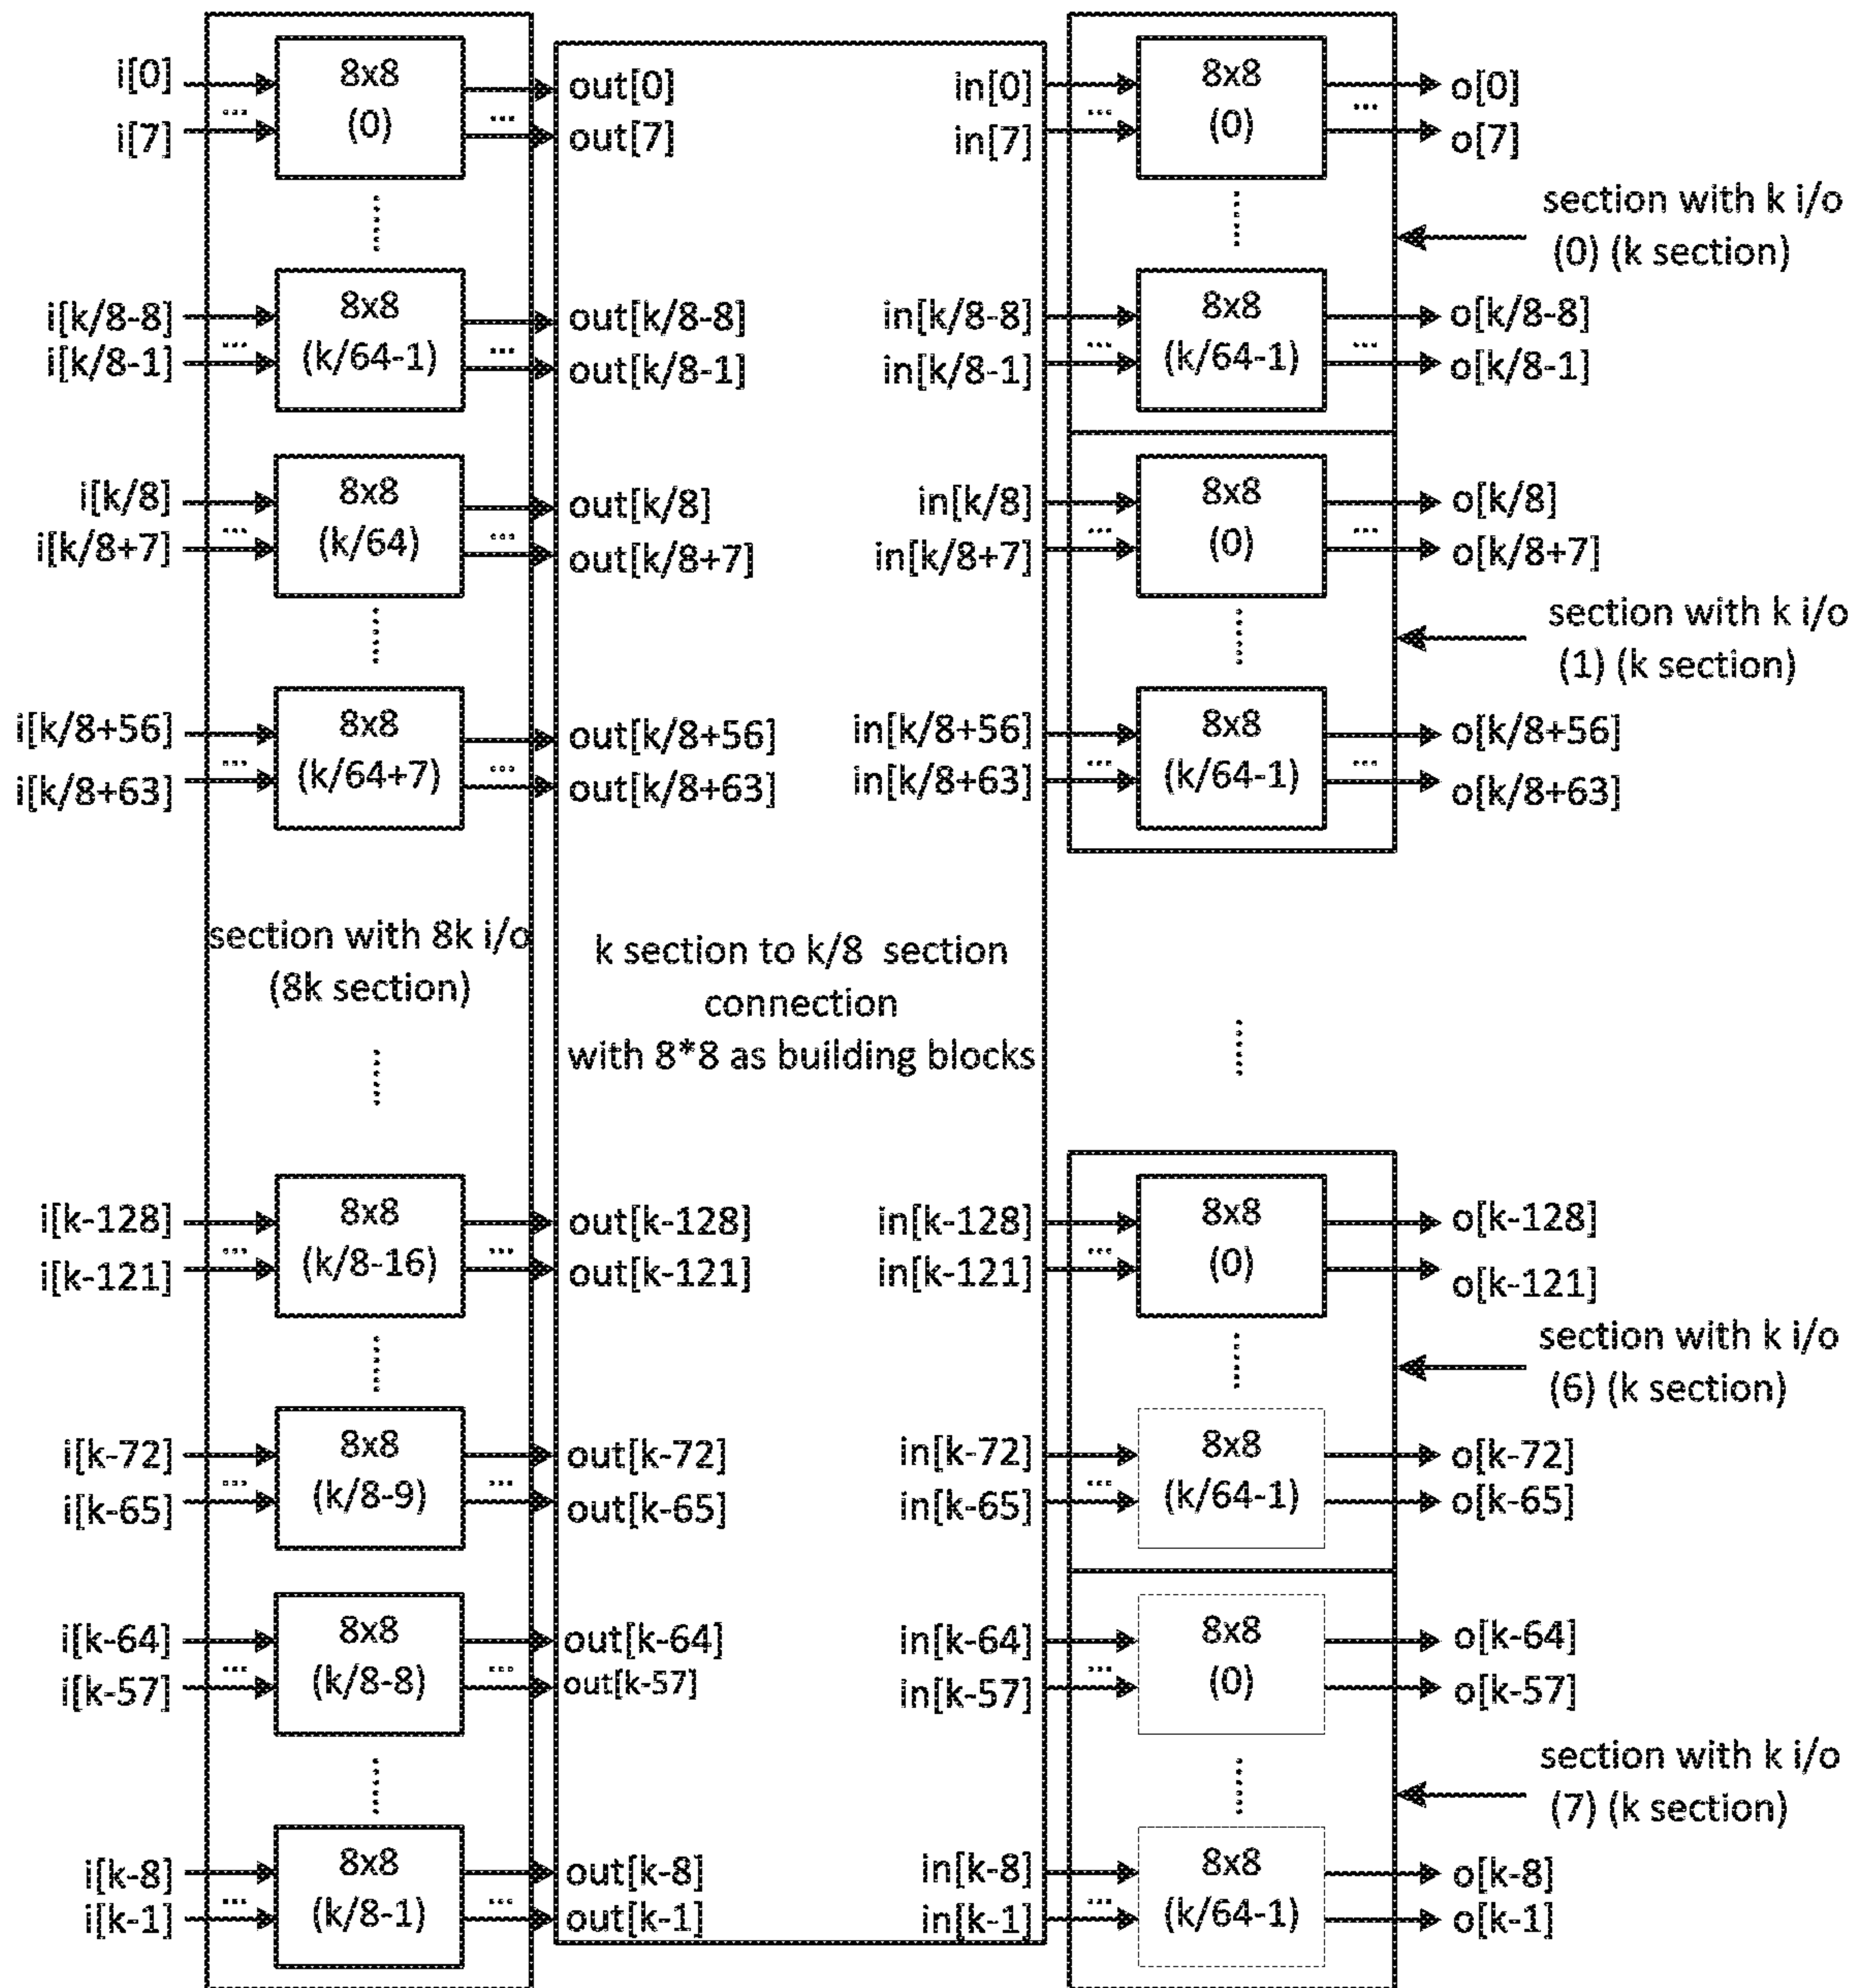 i[0]
i[7]
...
8x8
(0)
...
out[0]
out[7]
in[0]
in[7]
...
8x8
(0)
...
o[0]
o[7]
section with k i/o
(0) (k section)
i[k/8-8]
i[k/8-1]
...
8x8
(k/64-1)
...
out[k/8-8]
out[k/8-1]
in[k/8-8]
in[k/8-1]
...
8x8
(k/64-1)
...
o[k/8-8]
o[k/8-1]
i[k/8]
i[k/8+7]
...
8x8
(k/64)
...
out[k/8]
out[k/8+7]
in[k/8]
in[k/8+7]
...
8x8
(0)
...
o[k/8]
o[k/8+7]
section with k i/o
(1) (k section)
i[k/8+56]
i[k/8+63]
...
8x8
(k/64+7)
...
out[k/8+56]
out[k/8+63]
in[k/8+56]
in[k/8+63]
...
8x8
(k/64-1)
...
o[k/8+56]
o[k/8+63]
section with 8k i/o
(8k section)
k section to k/8 section
connection
with 8*8 as building blocks
i[k-128]
i[k-121]
...
8x8
(k/8-16)
...
out[k-128]
out[k-121]
in[k-128]
in[k-121]
...
8x8
(0)
o[k-128]
o[k-121]
section with k i/o
(6) (k section)
i[k-72]
i[k-65]
...
8x8
(k/8-9)
...
out[k-72]
out[k-65]
in[k-72]
in[k-65]
...
8x8
(k/64-1)
o[k-72]
o[k-65]
i[k-64]
i[k-57]
...
8x8
(k/8-8)
...
out[k-64]
out[k-57]
in[k-64]
in[k-57]
...
8x8
(0)
o[k-64]
o[k-57]
section with k i/o
(7) (k section)
i[k-8]
i[k-1]
...
8x8
(k/8-1)
...
out[k-8]
out[k-1]
in[k-8]
in[k-1]
...
8x8
(k/64-1)
o[k-8]
o[k-1]